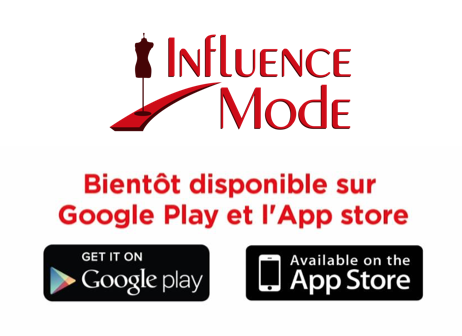 Influence
Mode
Bientôt disponible sur
Google Play et l'App store
GET IT ON
Google play
Available on the
App Store